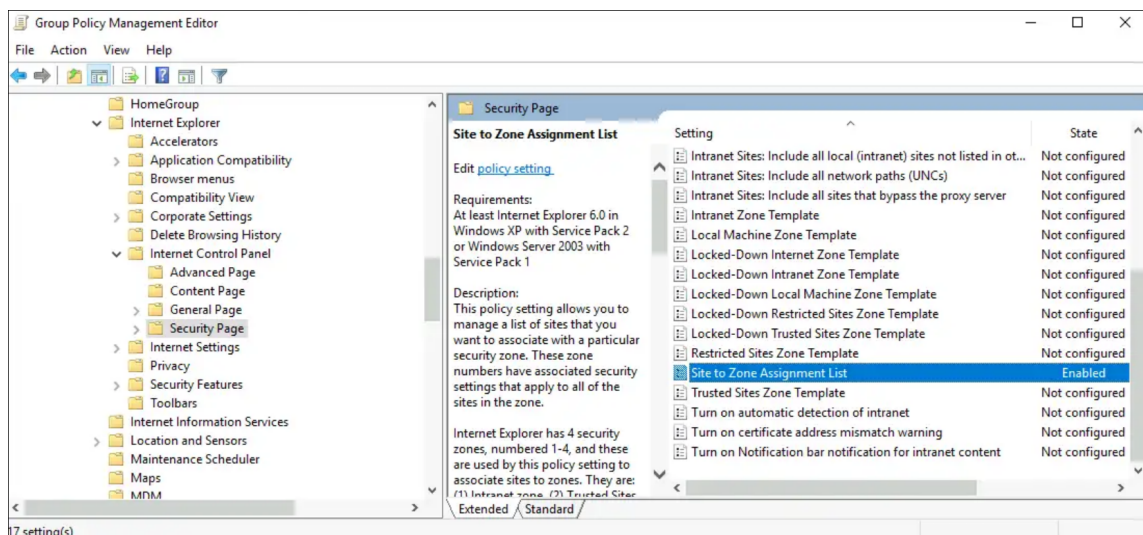 Group Policy Management Editor
File Action View Help
HomeGroup
Internet Explorer
Accelerators
Application Compatibility
Browser menus
Compatibility View
Corporate Settings
Delete Browsing History
Internet Control Panel
Advanced Page
Content Page
General Page
Security Page
Internet Settings
Privacy
Security Features
Toolbars
Internet Information Services
Location and Sensors
Maintenance Scheduler
Maps
MDM
Security Page
Site to Zone Assignment List
Edit policy setting
Requirements:
At least Internet Explorer 6.0 in
Windows XP with Service Pack 2
or Windows Server 2003 with
Service Pack 1
Description:
This policy setting allows you to
manage a list of sites that you
want to associate with a particular
security zone. These zone
numbers have associated security
settings that apply to all of the
sites in the zone.
Internet Explorer has 4 security
zones, numbered 1-4, and these
are used by this policy setting to
associate sites to zones. They are:
(1) Intranet zone, (2) Trusted Sites
Setting State
Intranet Sites: Include all local (intranet) sites not listed in ot... Not configured
Intranet Sites: Include all network paths (UNCs) Not configured
Intranet Sites: Include all sites that bypass the proxy server Not configured
Intranet Zone Template Not configured
Local Machine Zone Template Not configured
Locked-Down Internet Zone Template Not configured
Locked-Down Intranet Zone Template Not configured
Locked-Down Local Machine Zone Template Not configured
Locked-Down Restricted Sites Zone Template Not configured
Locked-Down Trusted Sites Zone Template Not configured
Restricted Sites Zone Template Not configured
Site to Zone Assignment List Enabled
Trusted Sites Zone Template Not configured
Turn on automatic detection of intranet Not configured
Turn on certificate address mismatch warning Not configured
Turn on Notification bar notification for intranet content Not configured
Extended Standard
17 setting(s)